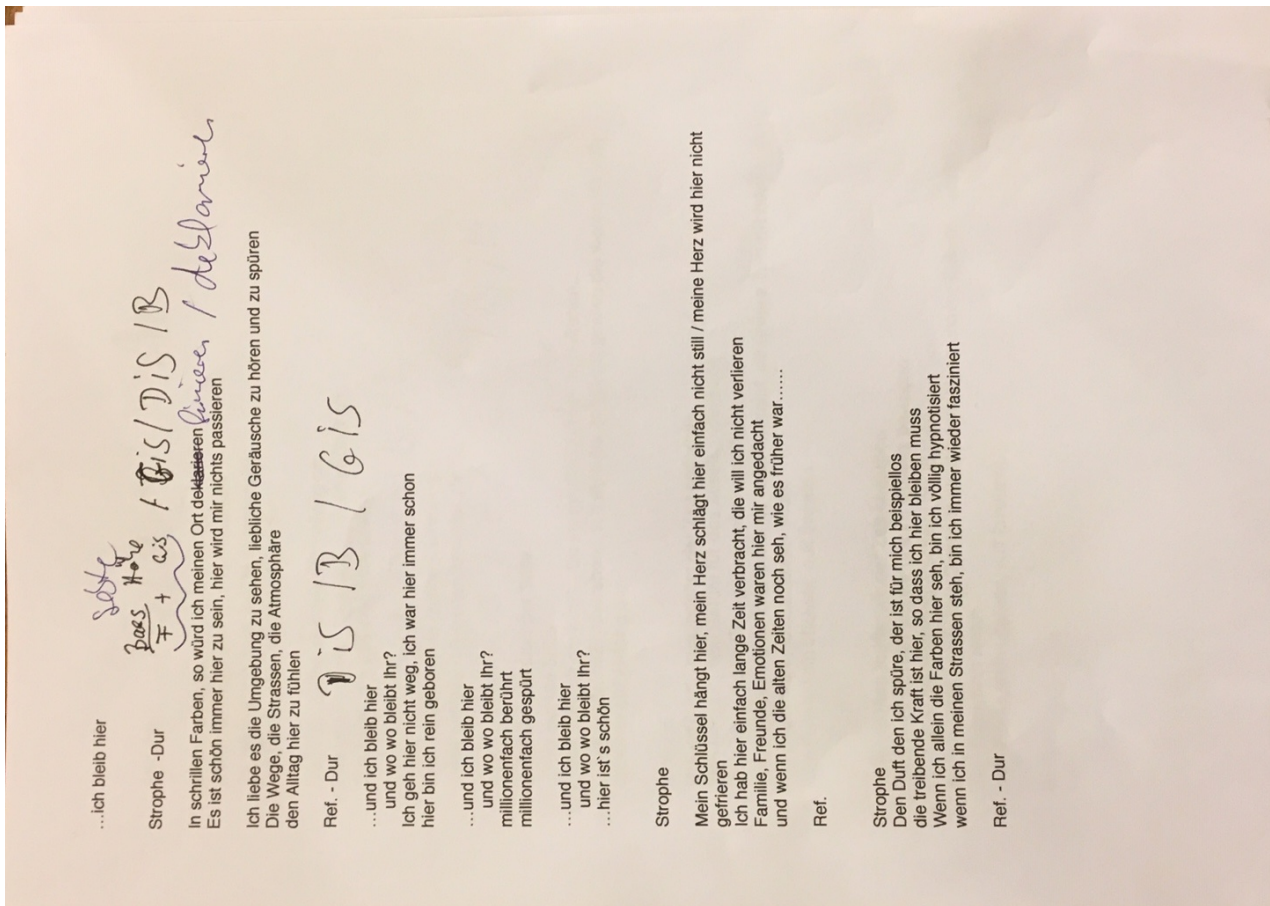 ...ich bleib hier
Strophe -Dur
F + Gis / Gis / DiS / B
In schrillen Farben, so würd ich meinen Ort deklarieren finieren / deklamieren
Es ist schön immer hier zu sein, hier wird mir nichts passieren
Ich liebe es die Umgebung zu sehen, liebliche Geräusche zu hören und zu spüren
Die Wege, die Strassen, die Atmosphäre
den Alltag hier zu fühlen
Ref. - Dur DiS / B / GiS
...und ich bleib hier
und wo bleibt Ihr?
Ich geh hier nicht weg, ich war hier immer schon
hier bin ich rein geboren
...und ich bleib hier
und wo bleibt Ihr?
millionenfach berührt
millionenfach gespürt
...und ich bleib hier
und wo bleibt Ihr?
...hier ist`s schön
Strophe
Mein Schlüssel hängt hier, mein Herz schlägt hier einfach nicht still / meine Herz wird hier nicht
gefrieren
Ich hab hier einfach lange Zeit verbracht, die will ich nicht verlieren
Familie, Freunde, Emotionen waren hier mir angedacht
und wenn ich die alten Zeiten noch seh, wie es früher war......
Ref.
Strophe
Den Duft den ich spüre, der ist für mich beispiellos
die treibende Kraft ist hier, so dass ich hier bleiben muss
Wenn ich allein die Farben hier seh, bin ich völlig hypnotisiert
wenn ich in meinen Strassen steh, bin ich immer wieder fasziniert
Ref. - Dur